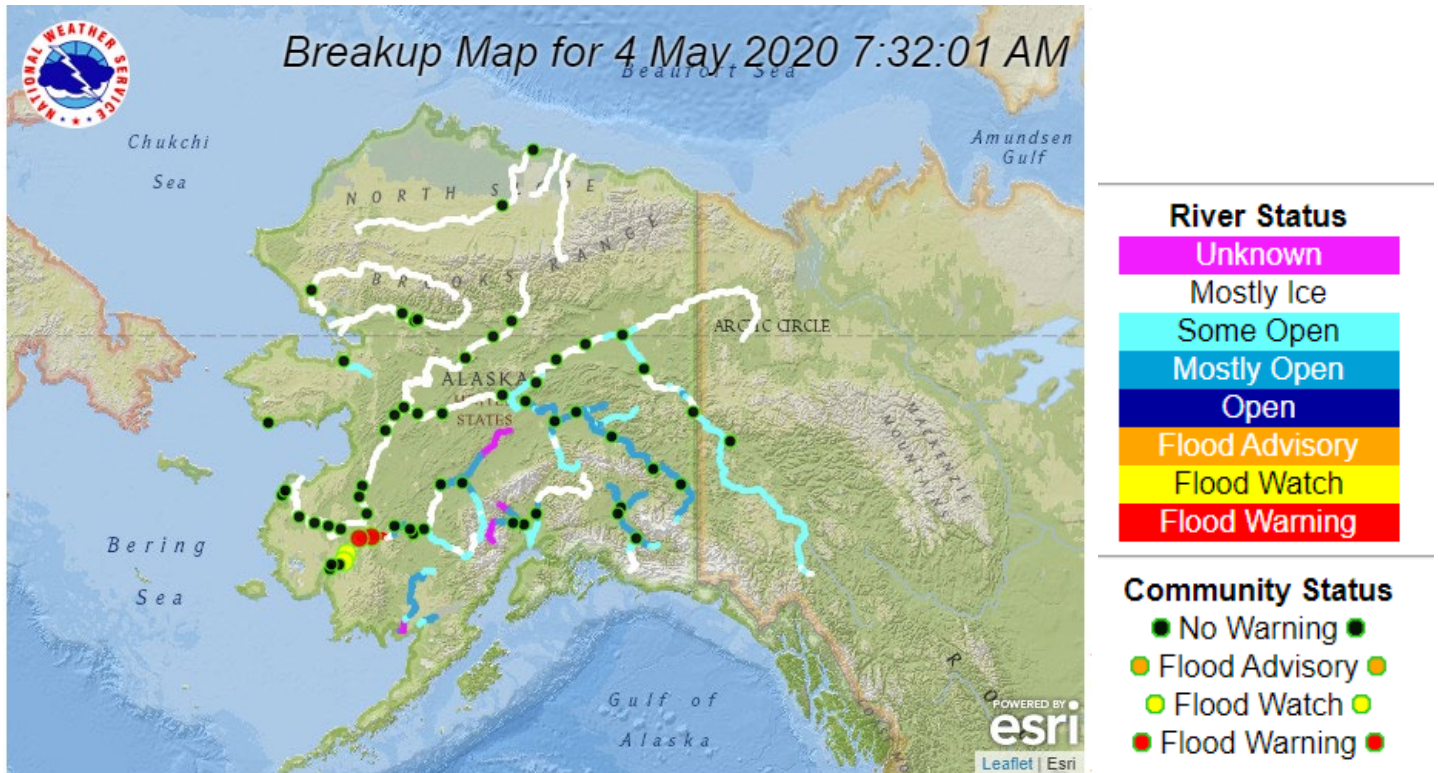 NATIONAL WEATHER SERVICE
Breakup Map for 4 May 2020 7:32:01 AM
Beaufort Sea
Chukchi
Sea
Amundsen
Gulf
NORTH SLOPE
BROOKS RANGE
ARCTIC CIRCLE
ALASKA
UNITED
STATES
MACKENZIE
MOUNTAINS
Bering
Sea
Gulf of
Alaska
R O
POWERED BY
esri
Leaflet | Esri
River Status
Unknown
Mostly Ice
Some Open
Mostly Open
Open
Flood Advisory
Flood Watch
Flood Warning
Community Status
No Warning
Flood Advisory
Flood Watch
Flood Warning